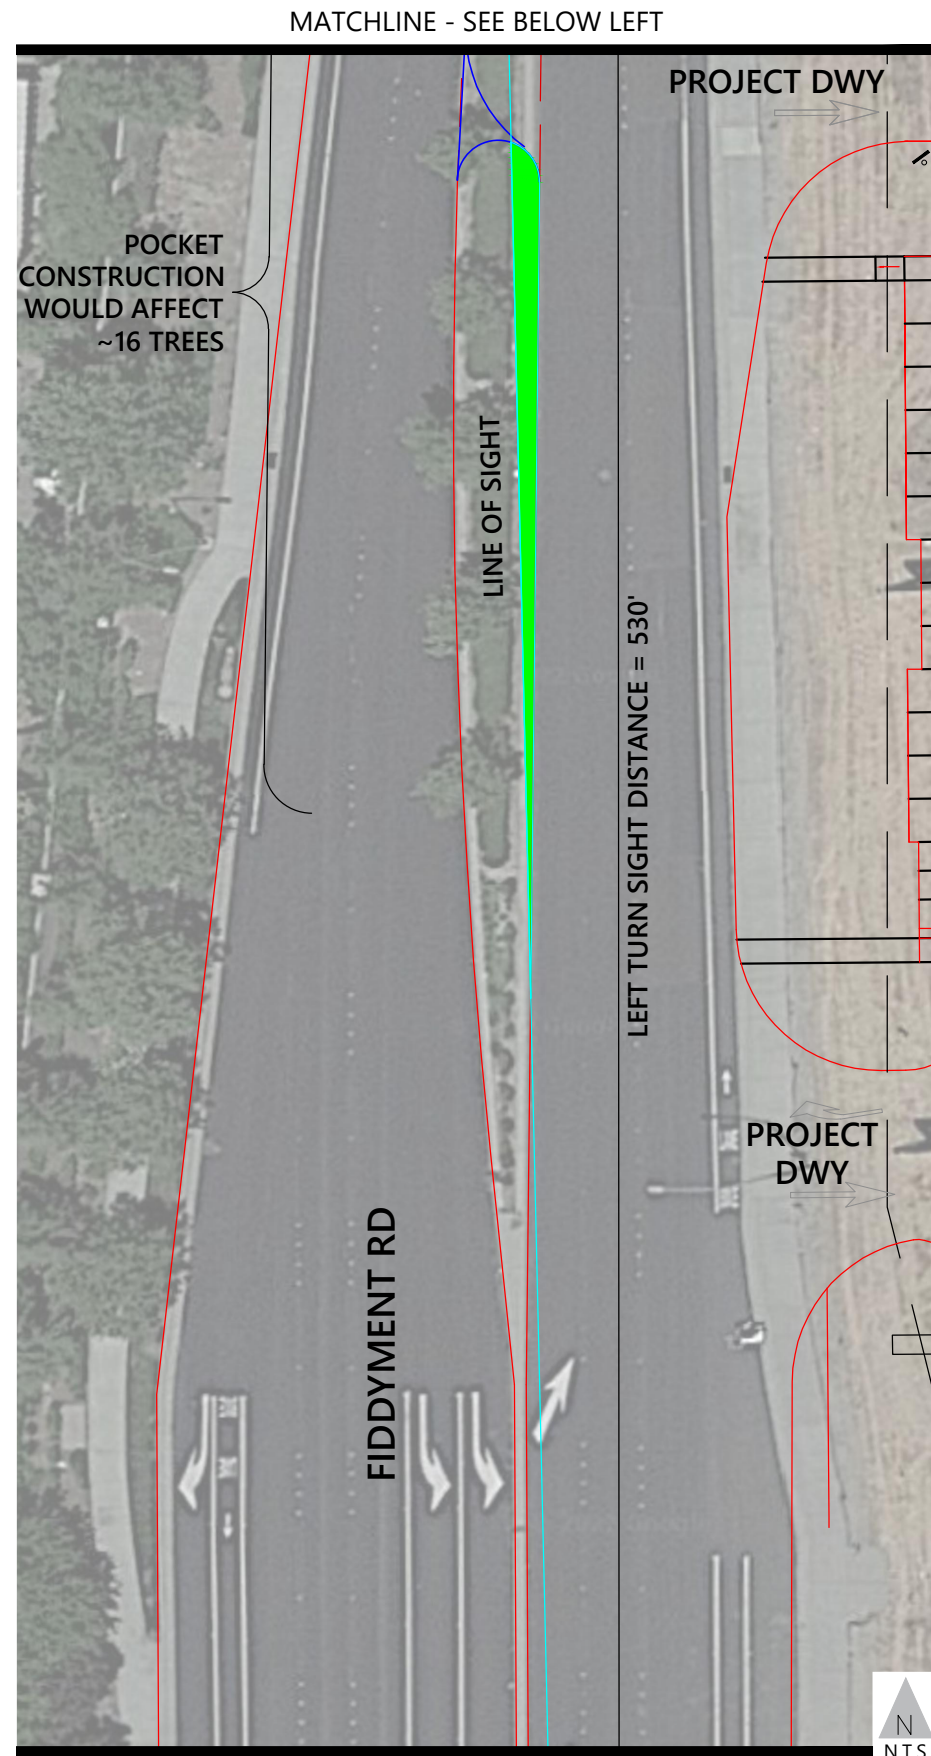 MATCHLINE - SEE BELOW LEFT
PROJECT DWY
POCKET
CONSTRUCTION
WOULD AFFECT
~16 TREES
LINE OF SIGHT
LEFT TURN SIGHT DISTANCE = 530'
PROJECT
DWY
FIDDYMENT RD
N
NTS